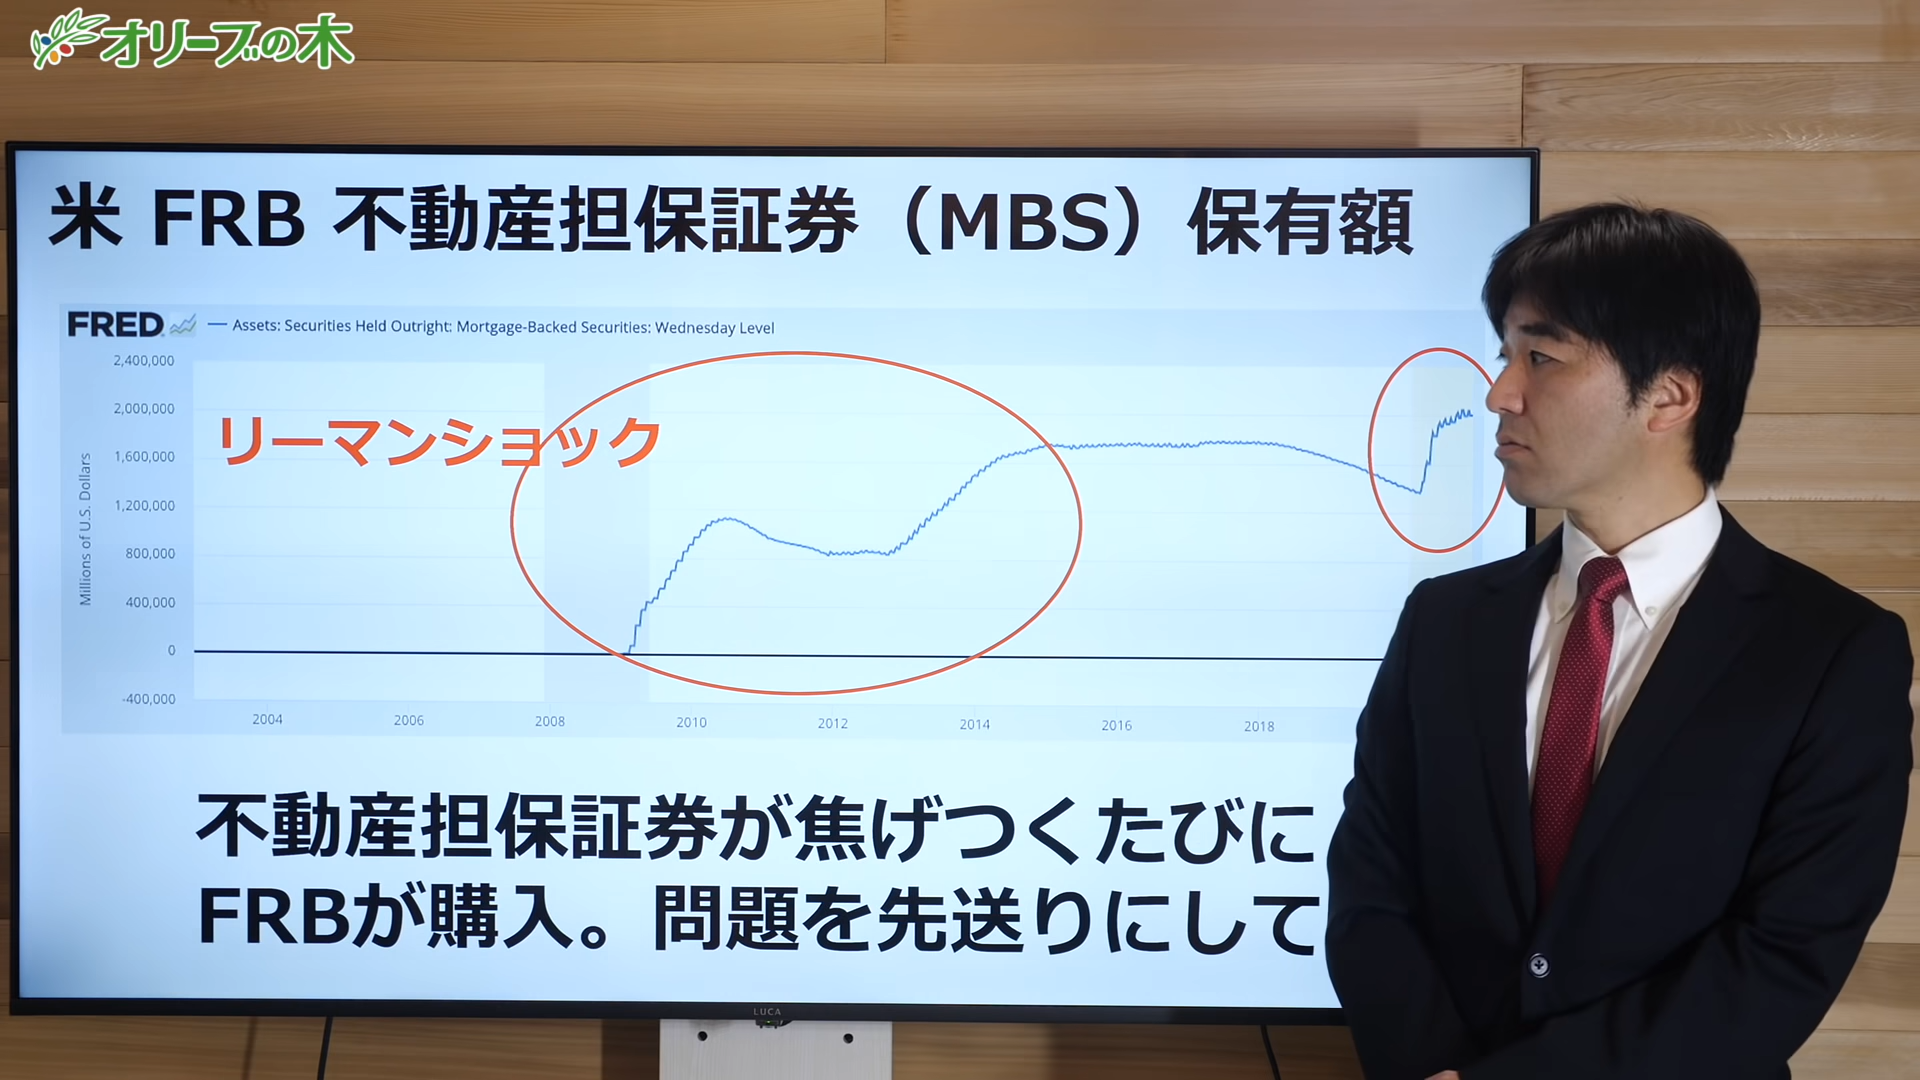 オリーブの木
米 FRB 不動産担保証券（MBS）保有額
FRED
Assets: Securities Held Outright: Mortgage-Backed Securities: Wednesday Level
2,400,000
2,000,000
1,600,000
1,200,000
800,000
400,000
0
-400,000
Millions of U.S. Dollars
リーマンショック
2004 2006 2008 2010 2012 2014 2016 2018
不動産担保証券が焦げつくたびに
FRBが購入。問題を先送りにして
LUCA